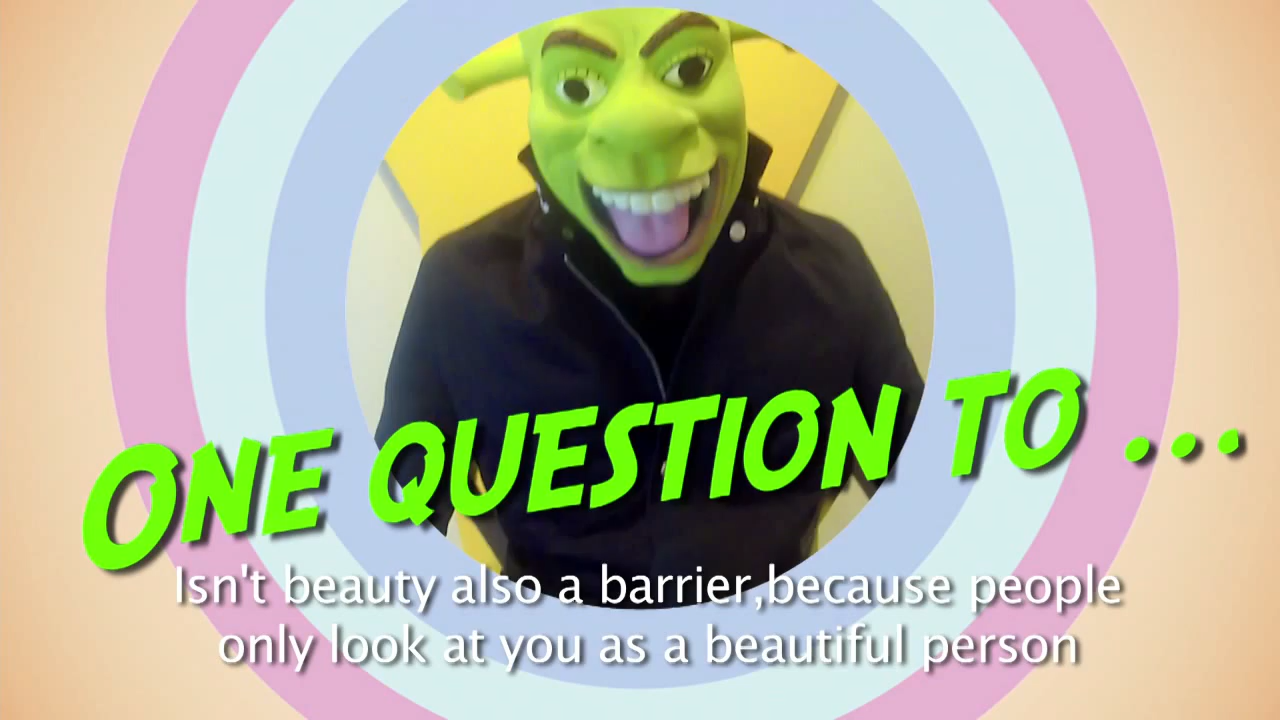 One question to ...
Isn't beauty also a barrier,because people
only look at you as a beautiful person